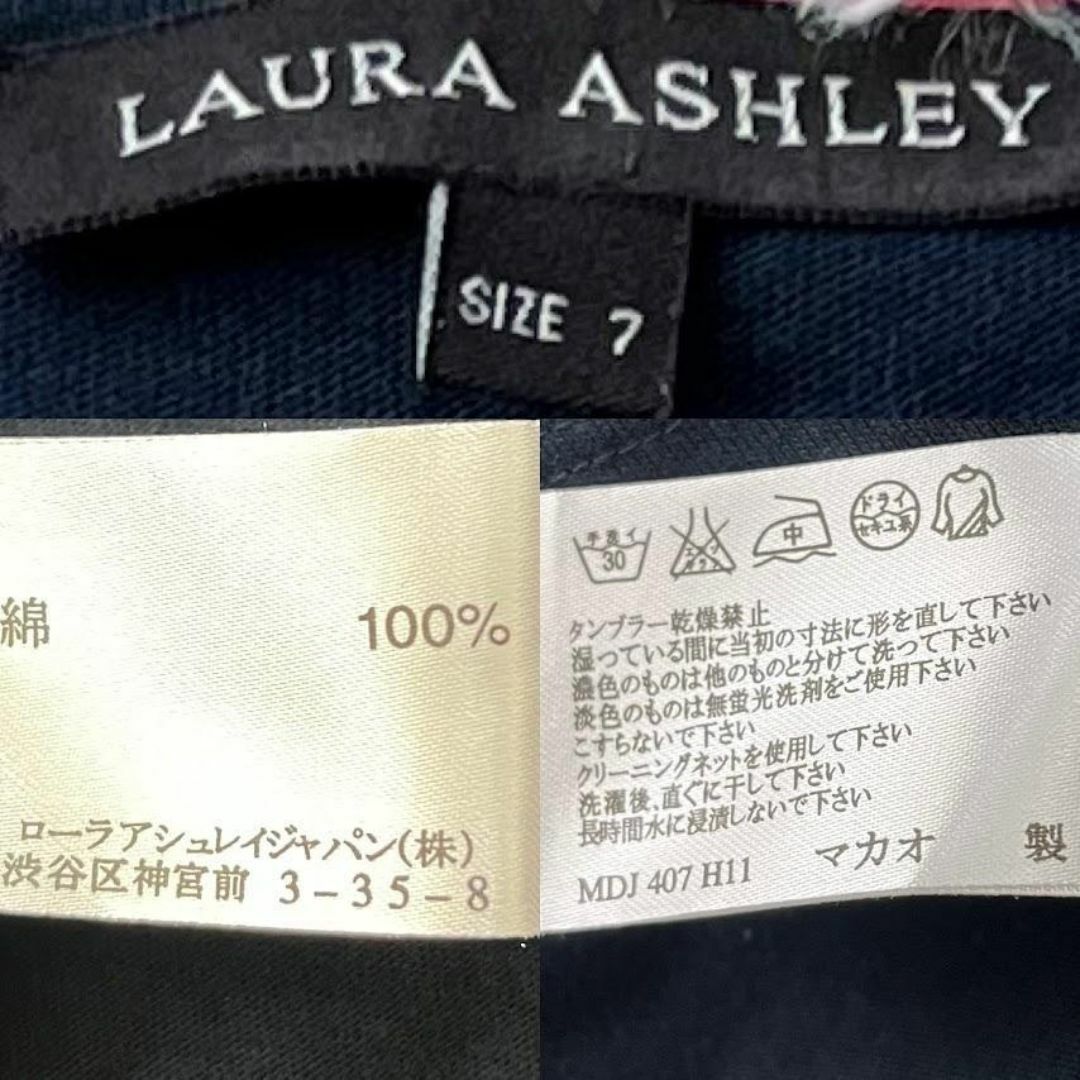 LAURA ASHLEY
SIZE 7
綿 100%
ローラアシュレイジャパン(株)
渋谷区神宮前 3-35-8
手洗イ
30
エンソ
サラシ
中
ドライ
セキユ系
タンブラー乾燥禁止
湿っている間に当初の寸法に形を直して下さい
濃色のものは他のものと分けて洗って下さい
淡色のものは無蛍光洗剤をご使用下さい
こすらないで下さい
クリーニングネットを使用して下さい
洗濯後、直ぐに干して下さい
長時間水に浸漬しないで下さい
MDJ 407 H11 マカオ 製